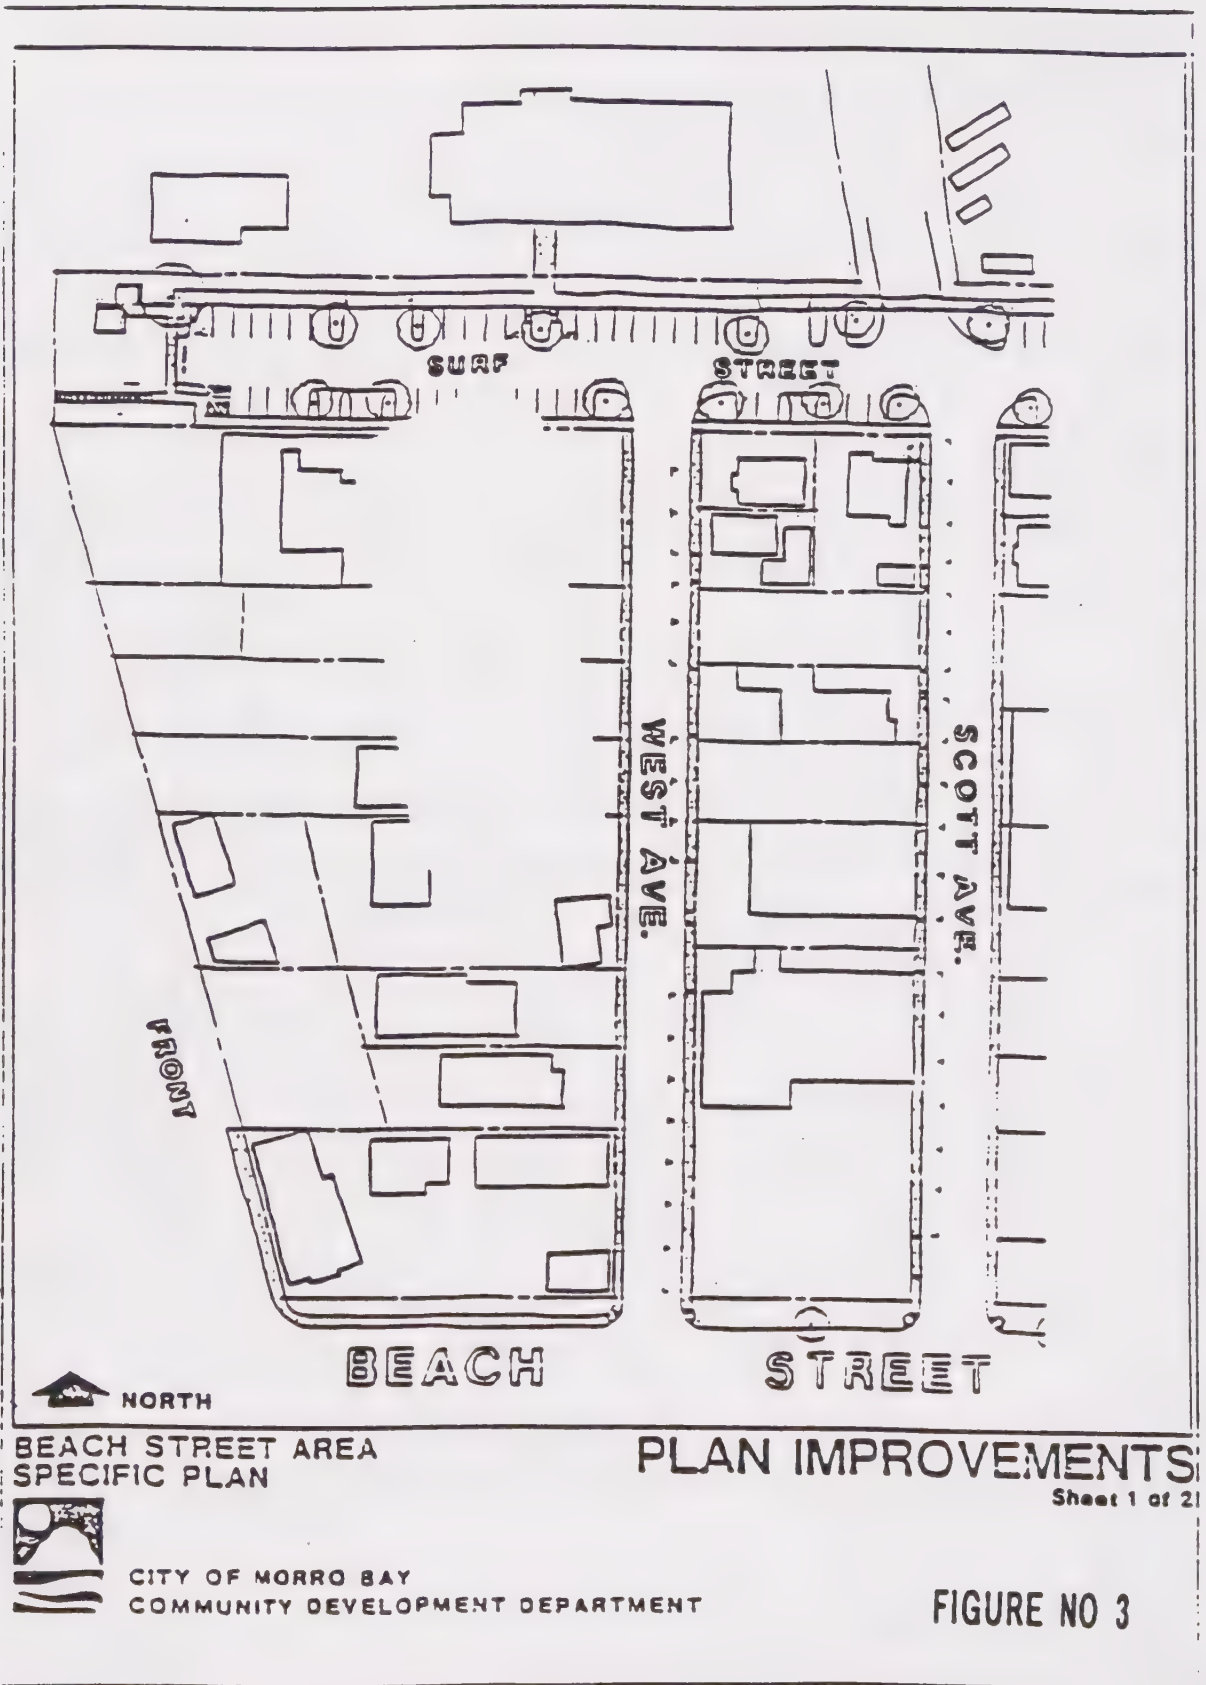 SURF STREET
WEST AVE.
SCOTT AVE.
FRONT
BEACH STREET
NORTH
BEACH STREET AREA
SPECIFIC PLAN
PLAN IMPROVEMENTS
Sheet 1 of 2
CITY OF MORRO BAY
COMMUNITY DEVELOPMENT DEPARTMENT
FIGURE NO 3